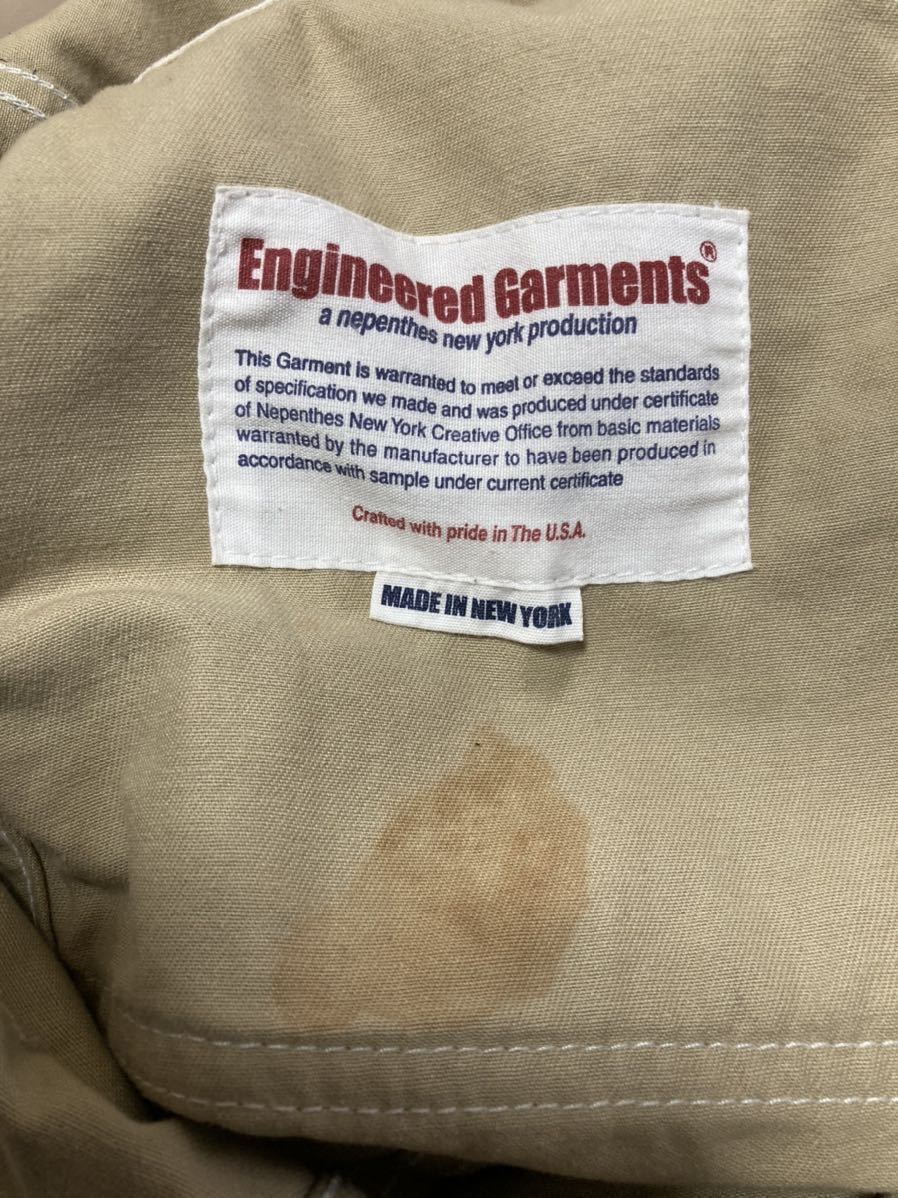 Engineered Garments®
a nepenthes new york production
This Garment is warranted to meet or exceed the standards
of specification we made and was produced under certificate
of Nepenthes New York Creative Office from basic materials
warranted by the manufacturer to have been produced in
accordance with sample under current certificate
Crafted with pride in The U.S.A.
MADE IN NEW YORK